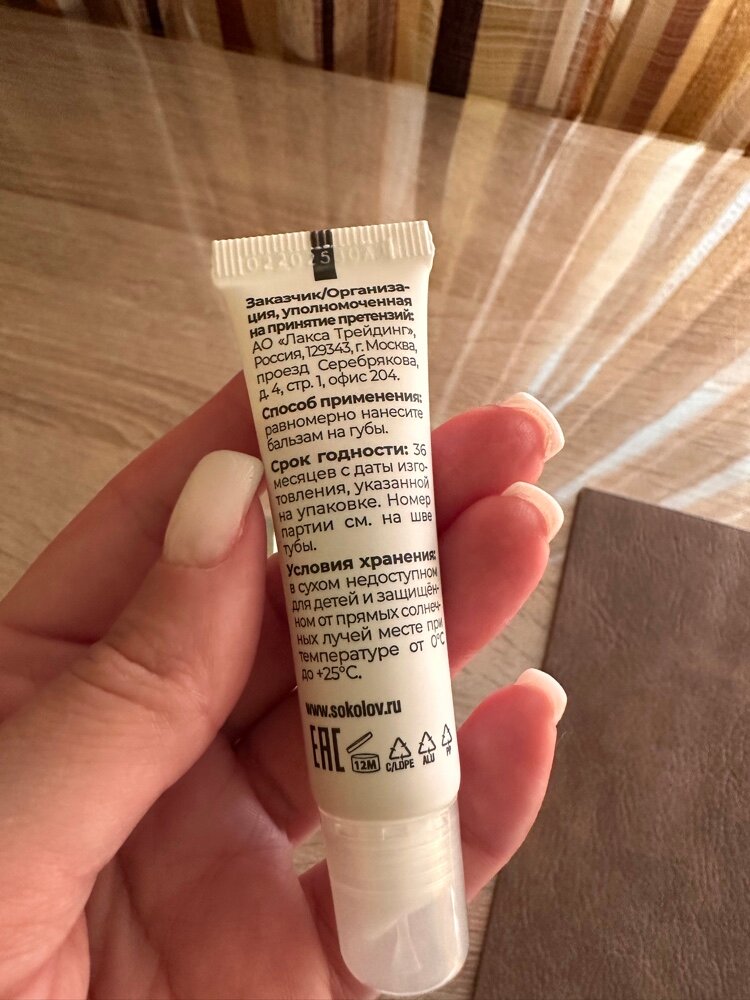 Заказчик/Организа-
ция, уполномоченная
на принятие претензий:
АО «Лакса Трейдинг»,
Россия, 129343, г. Москва,
проезд Серебрякова,
д. 4, стр. 1, офис 204.
Способ применения:
равномерно нанесите
бальзам на губы.
Срок годности: 36
месяцев с даты изго-
товления, указанной
на упаковке. Номер
партии см. на шве
тубы.
Условия хранения:
в сухом недоступном
для детей и защищён-
ном от прямых солнеч-
ных лучей месте при
температуре от 0°C
до +25°C.
www.sokolov.ru
EAC 12M C/LDPE ALU PP